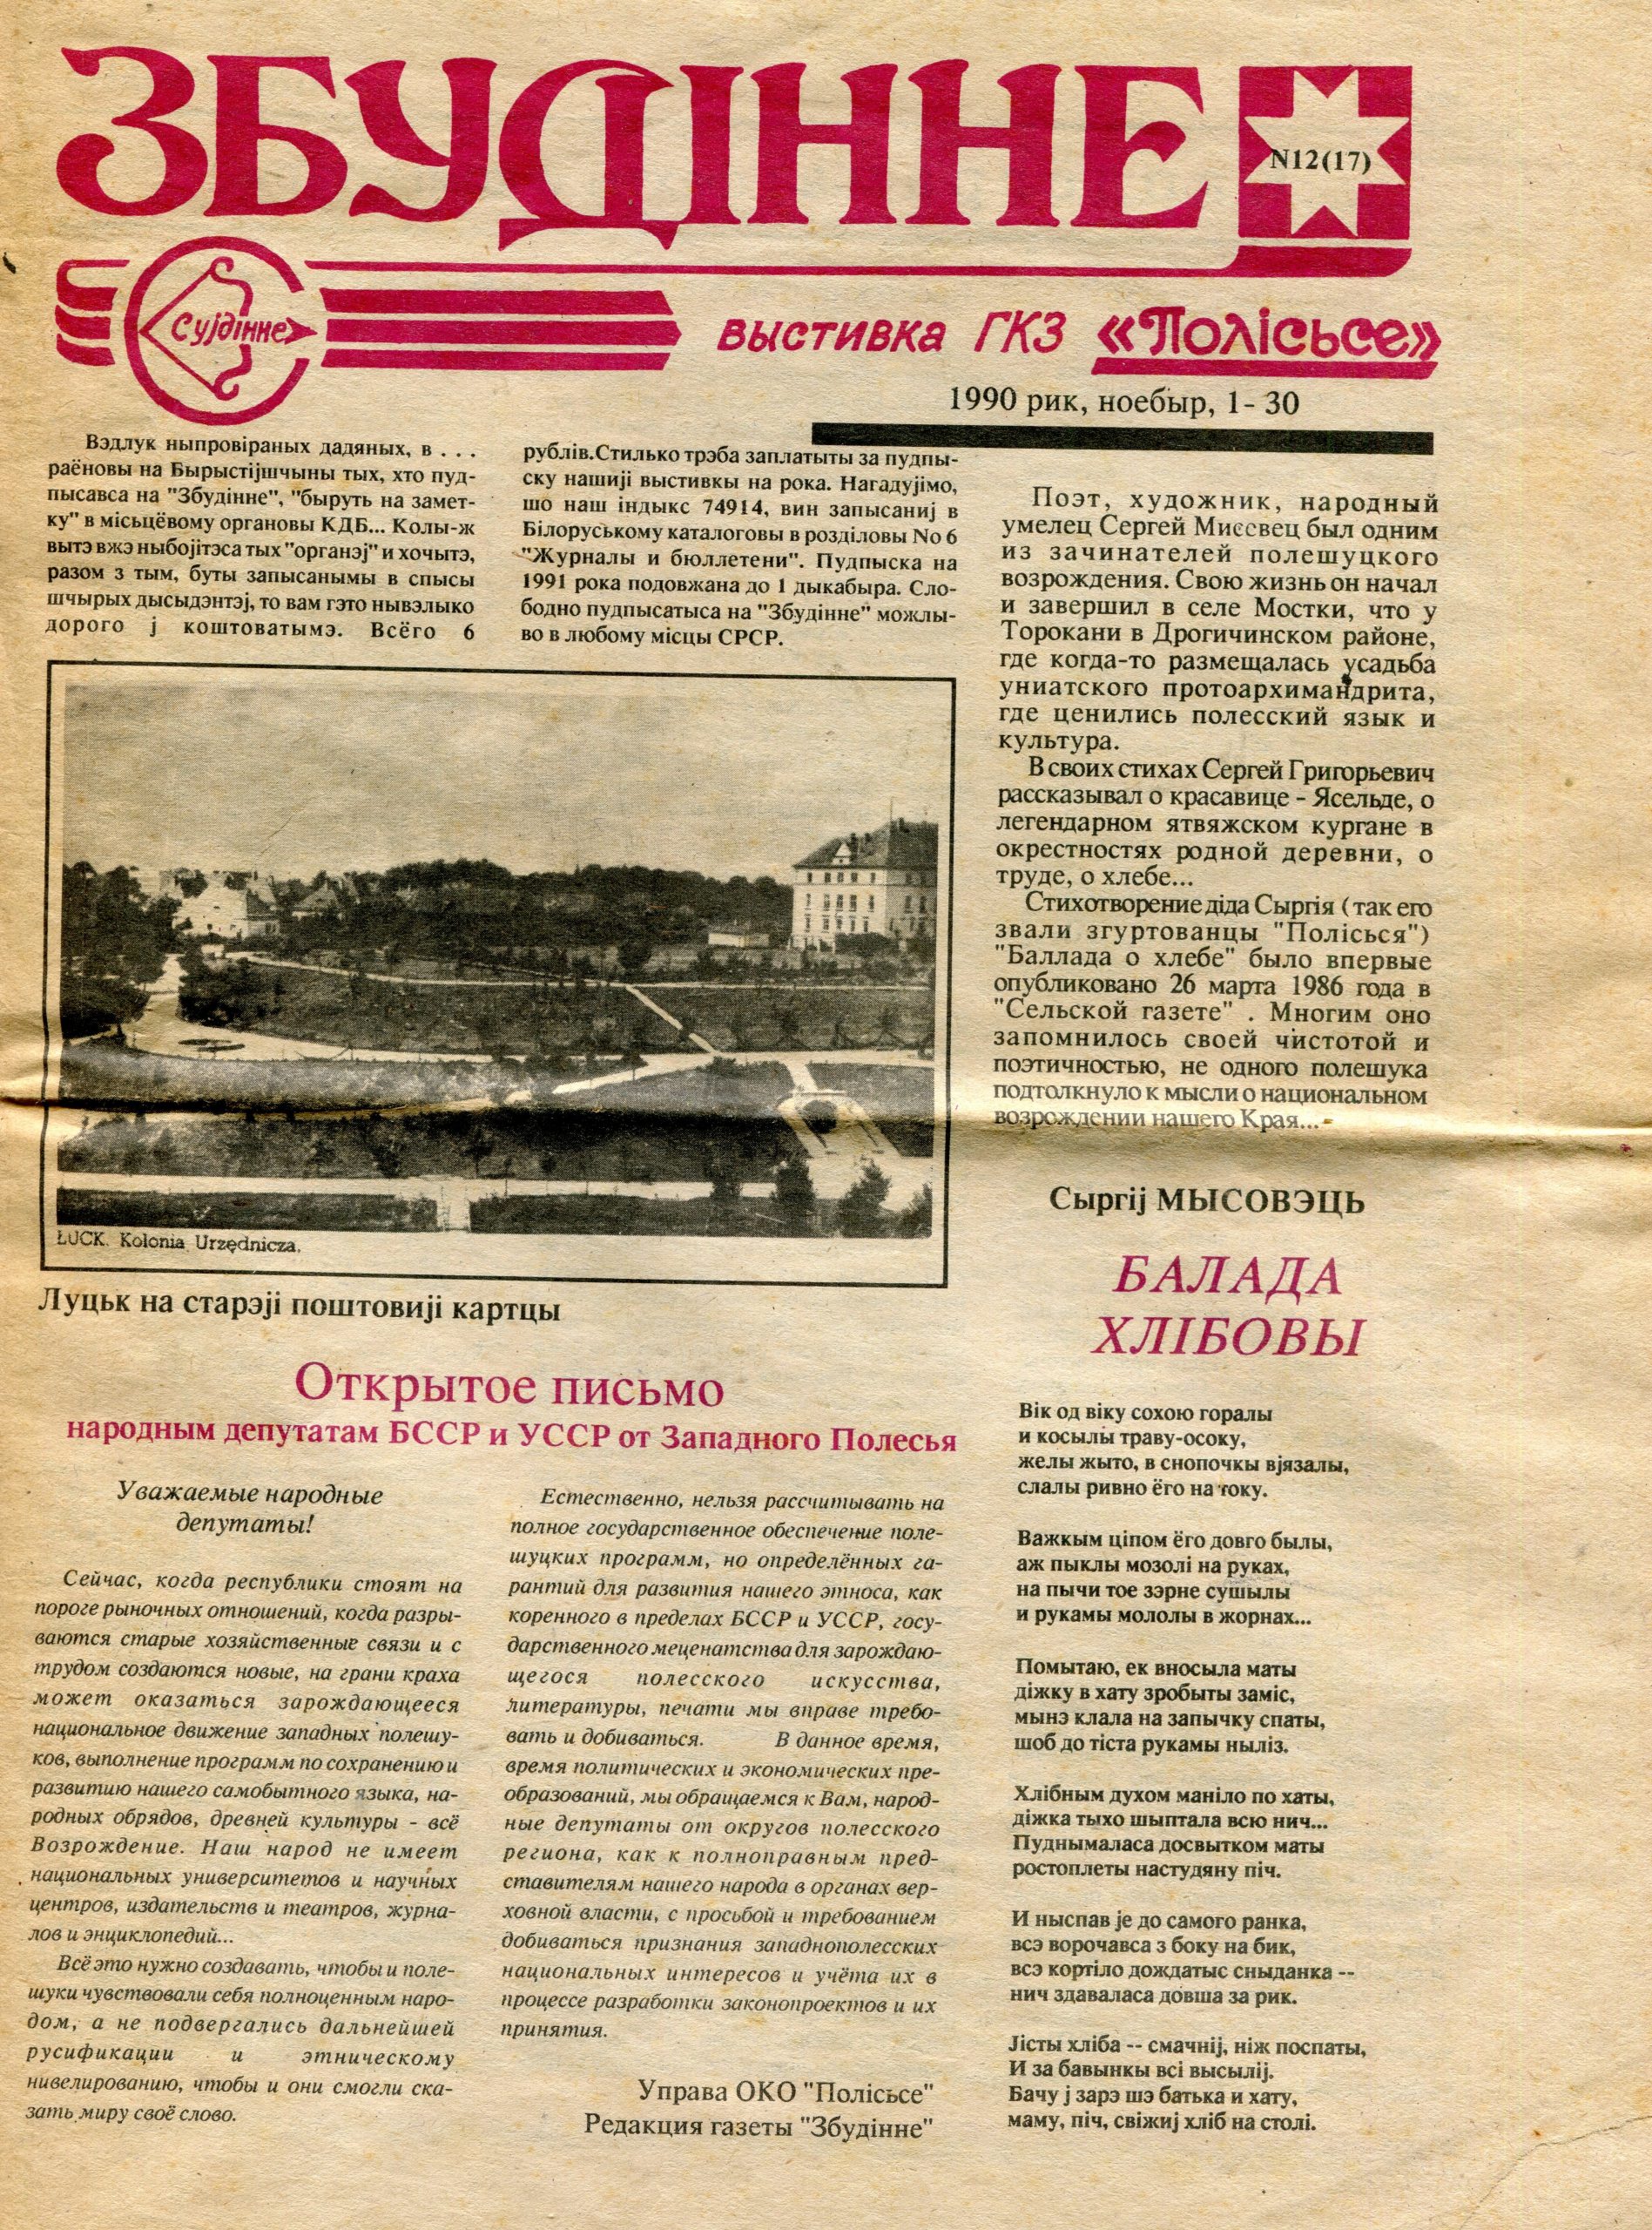 ЗБУДІННЕ
N12(17)
Сујдінне
выстивка ГКЗ «Полісьсе»
1990 рик, ноебыр, 1- 30
Вэдлук ныпровіраных дадяных, в . . .
раёновы на Бырыстіјшчыны тых, хто пуд-
пысавса на "Збудінне", "быруть на замет-
ку" в місьцёвому органовы КДБ... Колы-ж
вытэ вжэ ныбојітэса тых "органэј" и хочытэ,
разом з тым, буты запысанымы в спысы
шчырых дысыдэнтэј, то вам гэто нывэлыко
дорого ј коштоватымэ. Всёго 6
рублів.Стилько трэба заплатыты за пудпы-
ску нашијі выстивкы на рока. Нагадујімо,
шо наш індыкс 74914, вин запысаниј в
Білоруському каталоговы в розділовы No 6
"Журналы и бюллетени". Пудпыска на
1991 рока подовжана до 1 дыкабыра. Сло-
бодно пудпысатыса на "Збудінне" можлы-
во в любому місцы СРСР.
ŁUCK. Kolonia Urzędnicza.
Луцьк на старэјі поштовијі картцы
Открытое письмо
народным депутатам БССР и УССР от Западного Полесья
Уважаемые народные
депутаты!
Сейчас, когда республики стоят на
пороге рыночных отношений, когда разры-
ваются старые хозяйственные связи и с
трудом создаются новые, на грани краха
может оказаться зарождающееся
национальное движение западных полешу-
ков, выполнение программ по сохранению и
развитию нашего самобытного языка, на-
родных обрядов, древней культуры - всё
Возрождение. Наш народ не имеет
национальных университетов и научных
центров, издательств и театров, журна-
лов и энциклопедий...
Всё это нужно создавать, чтобы и поле-
шуки чувствовали себя полноценным наро-
дом, а не подвергались дальнейшей
русификации и этническому
нивелированию, чтобы и они смогли ска-
зать миру своё слово.
Естественно, нельзя рассчитывать на
полное государственное обеспечение поле-
шуцких программ, но определённых га-
рантий для развития нашего этноса, как
коренного в пределах БССР и УССР, госу-
дарственного меценатства для зарождаю-
щегося полесского искусства,
литературы, печати мы вправе требо-
вать и добиваться. В данное время,
время политических и экономических пре-
образований, мы обращаемся к Вам, народ-
ные депутаты от округов полесского
региона, как к полноправным пред-
ставителям нашего народа в органах вер-
ховной власти, с просьбой и требованием
добиваться признания западнополесских
национальных интересов и учёта их в
процессе разработки законопроектов и их
принятия.
Управа ОКО "Полісьсе"
Редакция газеты "Збудінне"
Поэт, художник, народный
умелец Сергей Миссвец был одним
из зачинателей полешуцкого
возрождения. Свою жизнь он начал
и завершил в селе Мостки, что у
Торокани в Дрогичинском районе,
где когда-то размещалась усадьба
униатского протоархимандрита,
где ценились полесский язык и
культура.
В своих стихах Сергей Григорьевич
рассказывал о красавице - Ясельде, о
легендарном ятвяжском кургане в
окрестностях родной деревни, о
труде, о хлебе...
Стихотворение діда Сыргія ( так его
звали згуртованцы "Полісься")
"Баллада о хлебе" было впервые
опубликовано 26 марта 1986 года в
"Сельской газете" . Многим оно
запомнилось своей чистотой и
поэтичностью, не одного полешука
подтолкнуло к мысли о национальном
возрождении нашего Края...
Сыргіј МЫСОВЭЦЬ
БАЛАДА
ХЛІБОВЫ
Вік од віку сохою горалы
и косылы траву-осоку,
желы жыто, в снопочкы вјязалы,
слалы ривно ёго на току.
Важкым ціпом ёго довго былы,
аж пыклы мозолі на руках,
на пычи тое зэрне сушылы
и рукамы мололы в жорнах...
Помытаю, ек вносыла маты
діжку в хату зробыты заміс,
мынэ клала на запычку спаты,
шоб до тіста рукамы ныліз.
Хлібным духом маніло по хаты,
діжка тыхо шыптала всю нич...
Пуднымаласа досвытком маты
ростоплеты настудяну піч.
И ныспав је до самого ранка,
всэ ворочавса з боку на бик,
всэ кортіло дождатыс сныданка --
нич здаваласа довша за рик.
Јісты хліба -- смачніј, ніж поспаты,
И за бавынкы всі высыліј.
Бачу ј зарэ шэ батька и хату,
маму, піч, свіжиј хліб на столі.